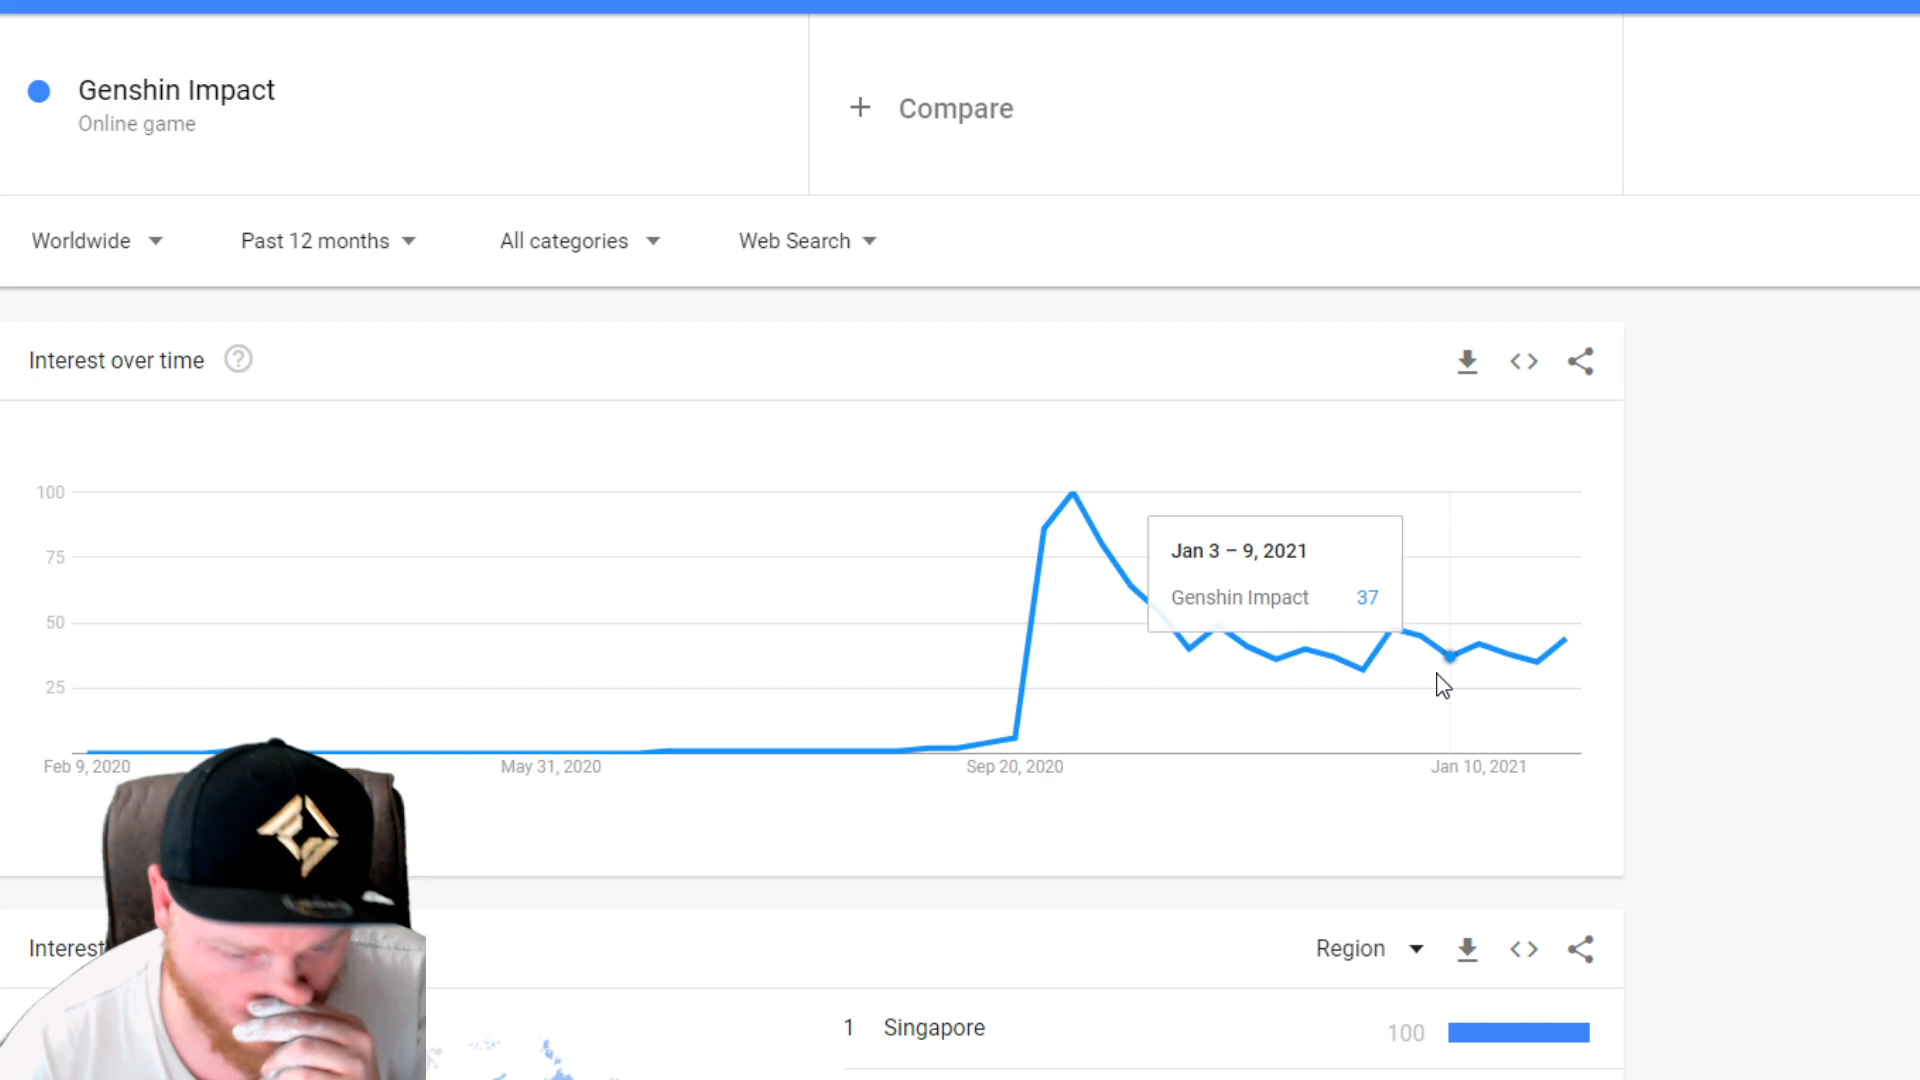 Genshin Impact
Online game
Compare
Worldwide
Past 12 months
All categories
Web Search
Interest over time
100
75
50
25
Jan 3 – 9, 2021
Genshin Impact 37
Feb 9, 2020
May 31, 2020
Sep 20, 2020
Jan 10, 2021
Interest
Region
1 Singapore 100